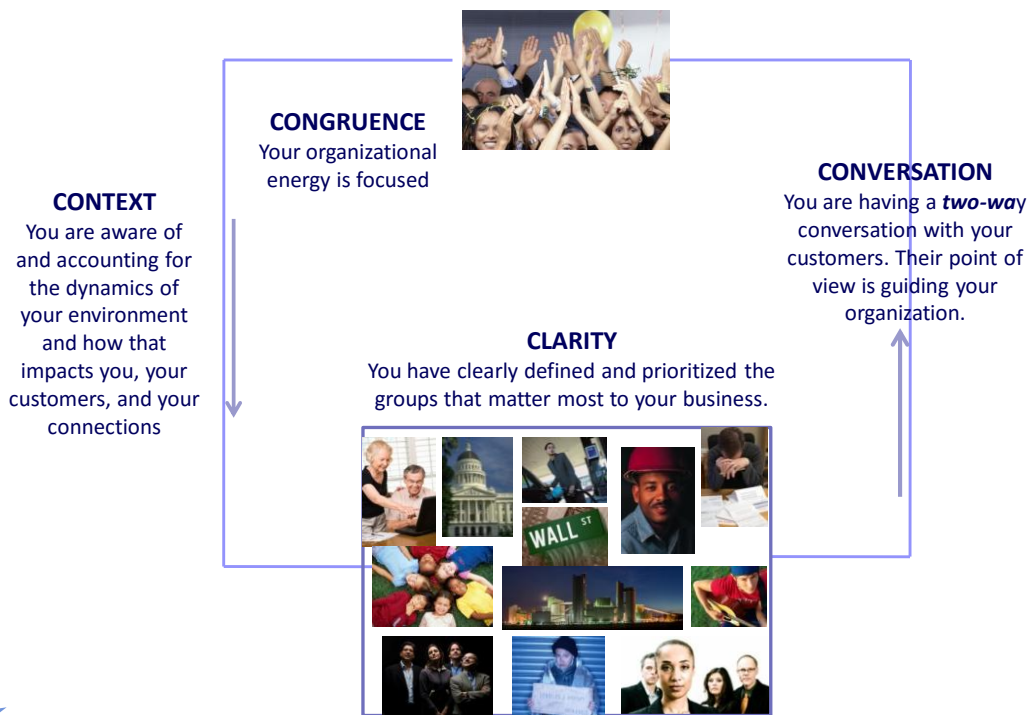 CONGRUENCE
Your organizational
energy is focused
CONTEXT
You are aware of
and accounting for
the dynamics of
your environment
and how that
impacts you, your
customers, and your
connections
CONVERSATION
You are having a two-way
conversation with your
customers. Their point of
view is guiding your
organization.
CLARITY
You have clearly defined and prioritized the
groups that matter most to your business.
WALL ST